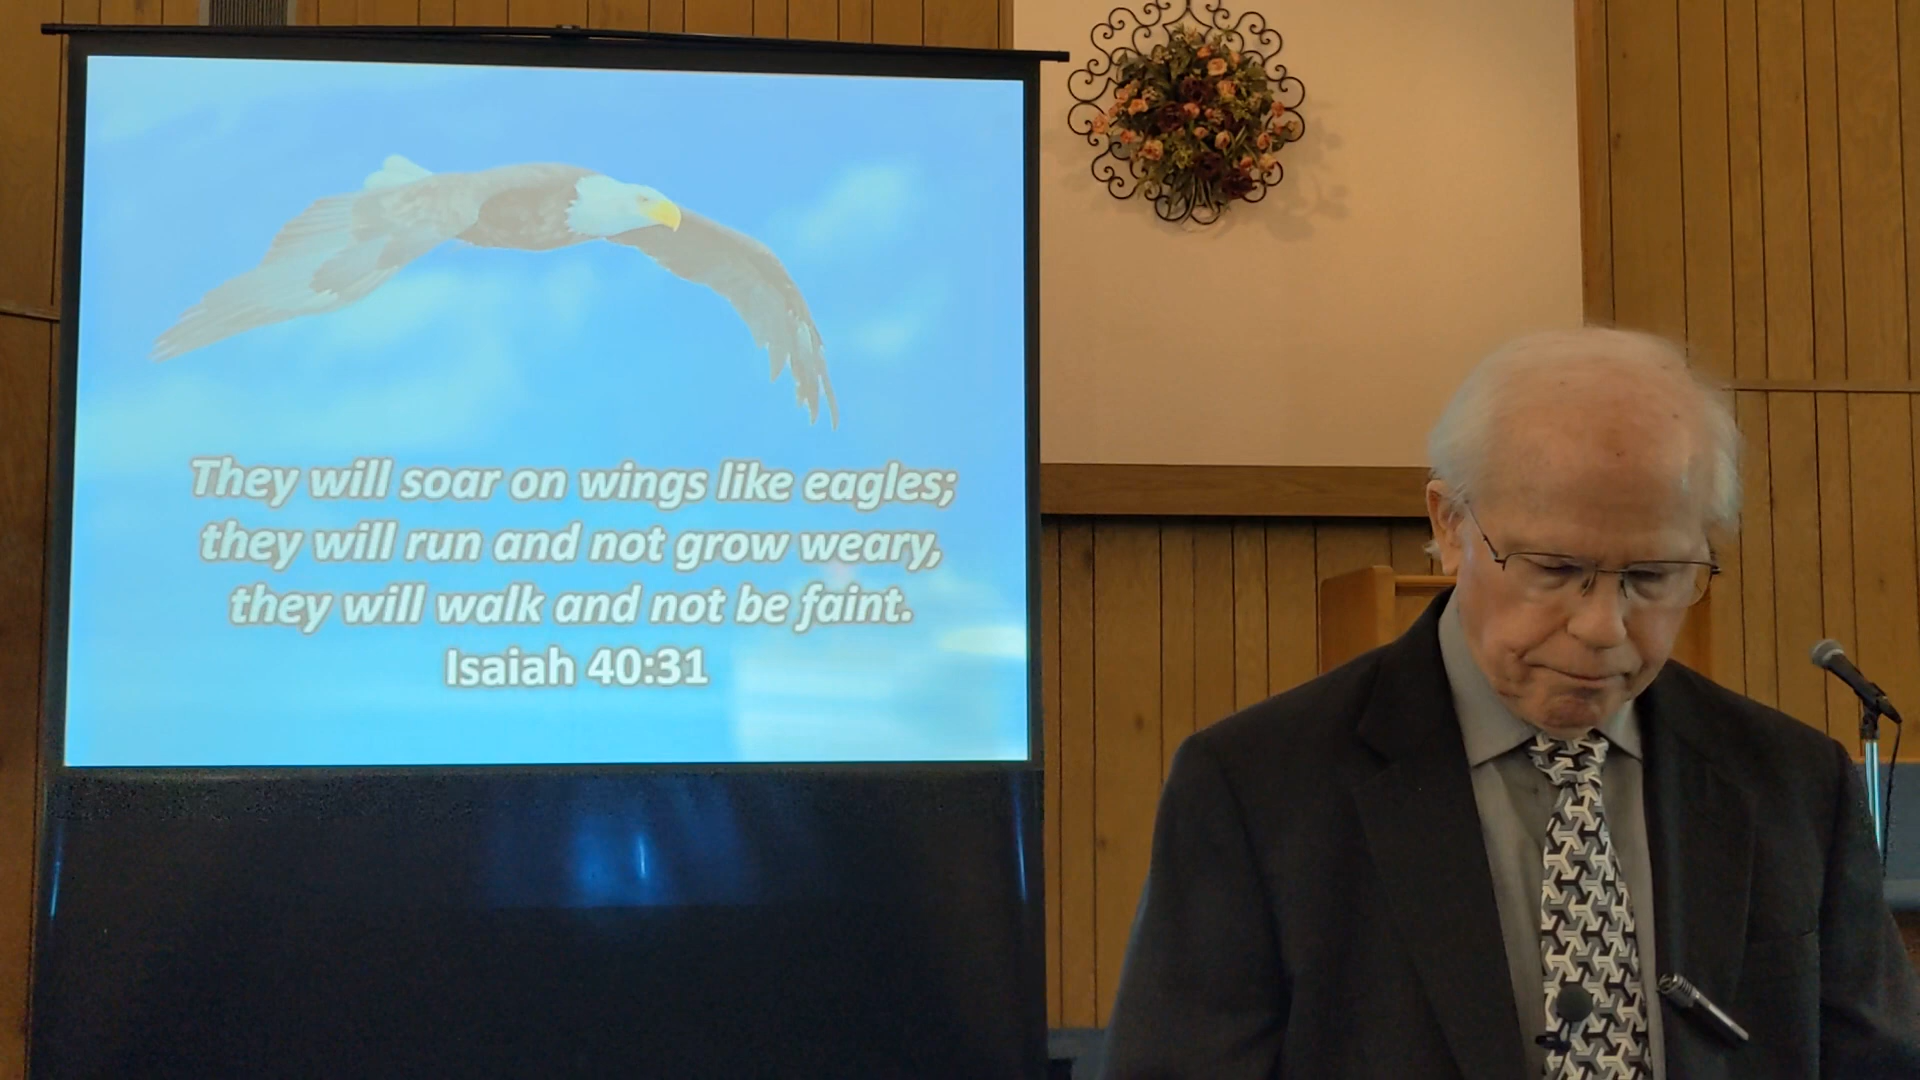 They will soar on wings like eagles;
they will run and not grow weary,
they will walk and not be faint.
Isaiah 40:31